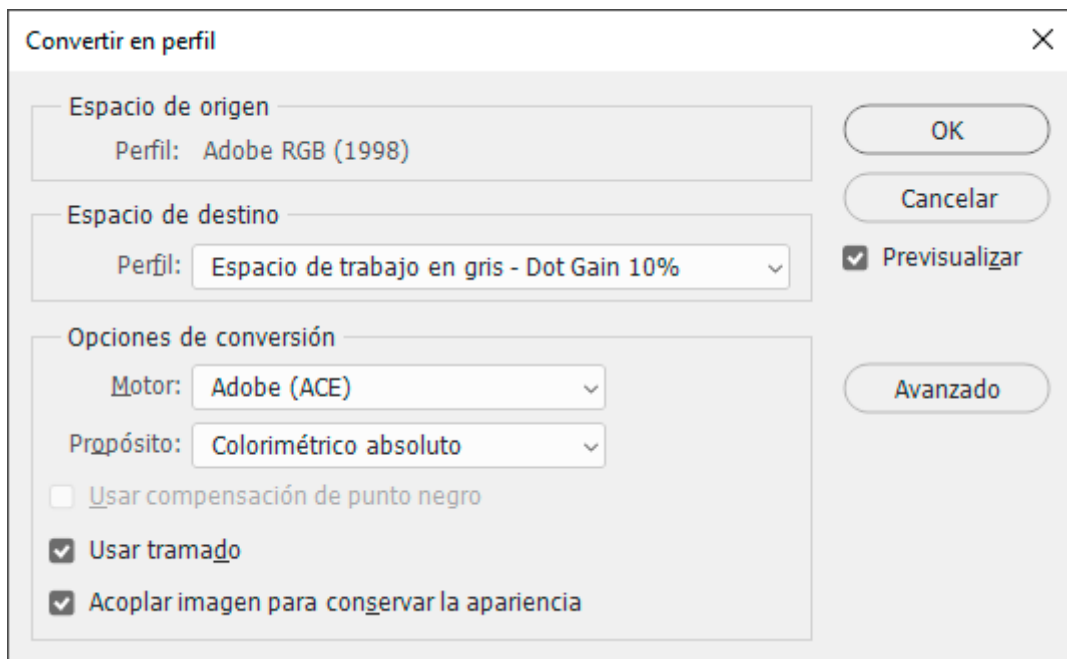 Convertir en perfil
Espacio de origen
Perfil: Adobe RGB (1998)
OK
Cancelar
Espacio de destino
Perfil: Espacio de trabajo en gris - Dot Gain 10%
Previsualizar
Opciones de conversión
Motor: Adobe (ACE)
Avanzado
Propósito: Colorimétrico absoluto
Usar compensación de punto negro
Usar tramado
Acoplar imagen para conservar la apariencia